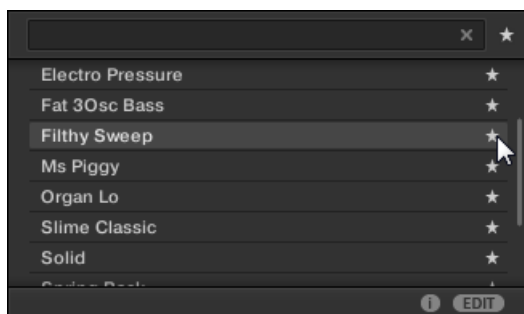 Electro Pressure
Fat 3Osc Bass
Filthy Sweep
Ms Piggy
Organ Lo
Slime Classic
Solid
EDIT